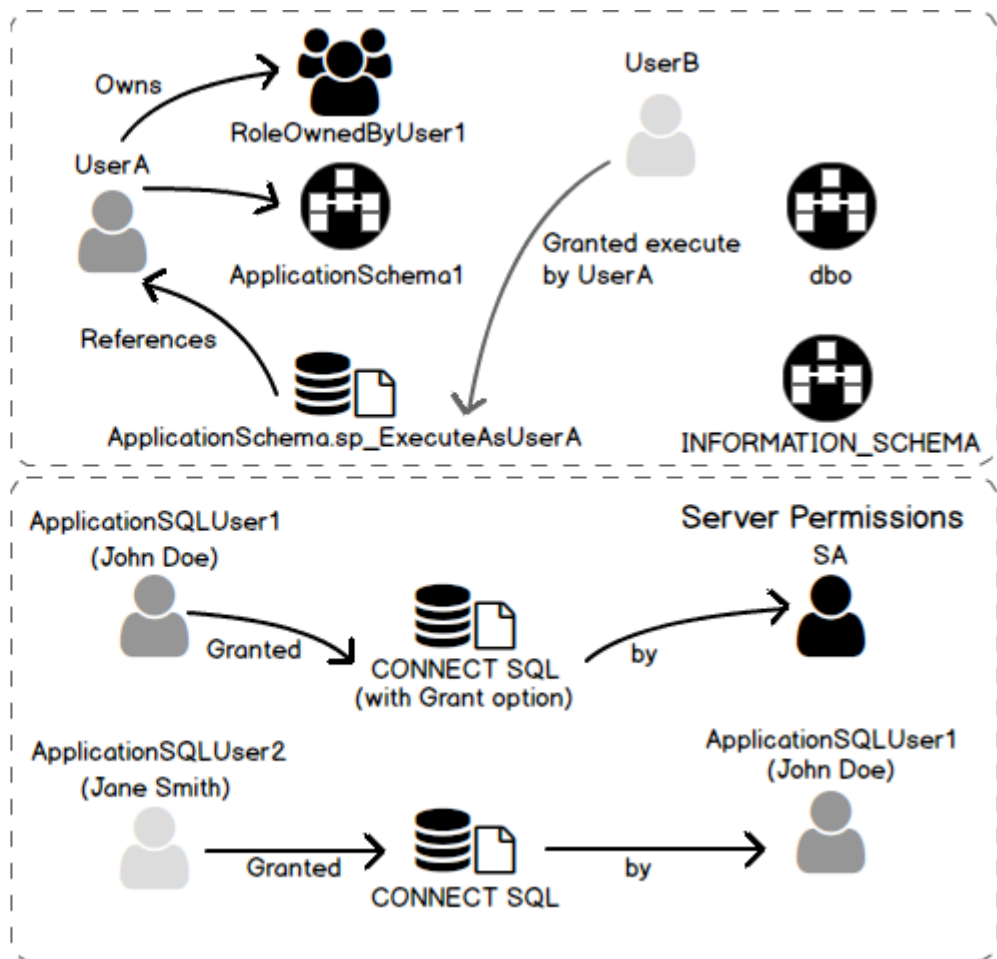 Owns
RoleOwnedByUser1
UserB
UserA
ApplicationSchema1
Granted execute
by UserA
dbo
References
ApplicationSchema.sp_ExecuteAsUserA
INFORMATION_SCHEMA
ApplicationSQLUser1
(John Doe)
Server Permissions
SA
Granted
CONNECT SQL
(with Grant option)
by
ApplicationSQLUser2
(Jane Smith)
ApplicationSQLUser1
(John Doe)
Granted
CONNECT SQL
by